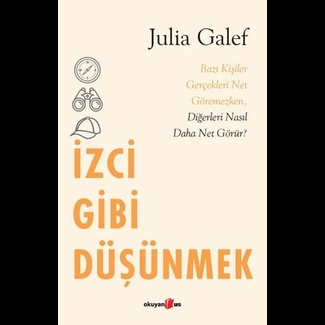 Julia Galef
Bazı Kişiler
Gerçekleri Net
Göremezken,
Diğerleri Nasıl
Daha Net Görür?
İZCİ
GİBİ
DÜŞÜNMEK
okuyan us